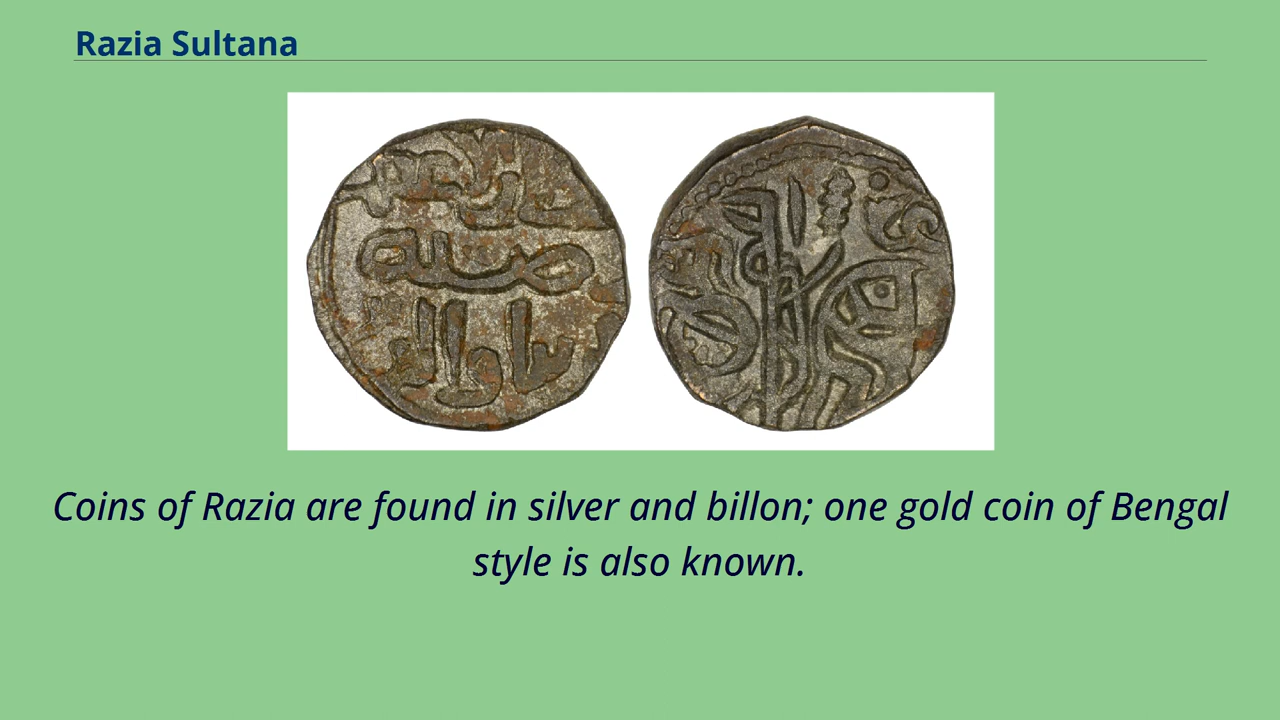 Razia Sultana
Coins of Razia are found in silver and billon; one gold coin of Bengal
style is also known.